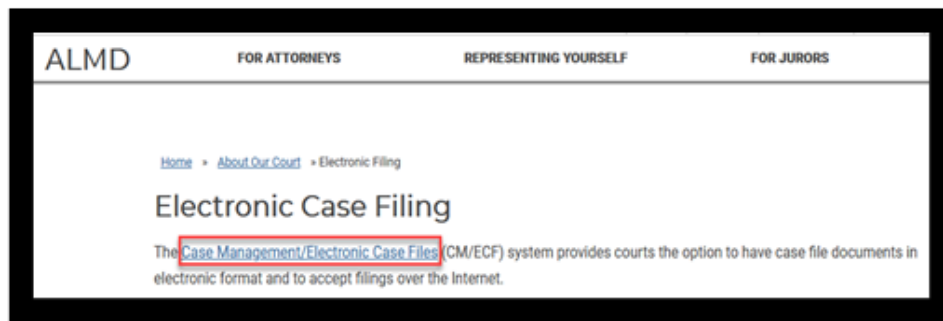 ALMD FOR ATTORNEYS REPRESENTING YOURSELF FOR JURORS
Home » About Our Court » Electronic Filing
Electronic Case Filing
The Case Management/Electronic Case Files (CM/ECF) system provides courts the option to have case file documents in
electronic format and to accept filings over the Internet.